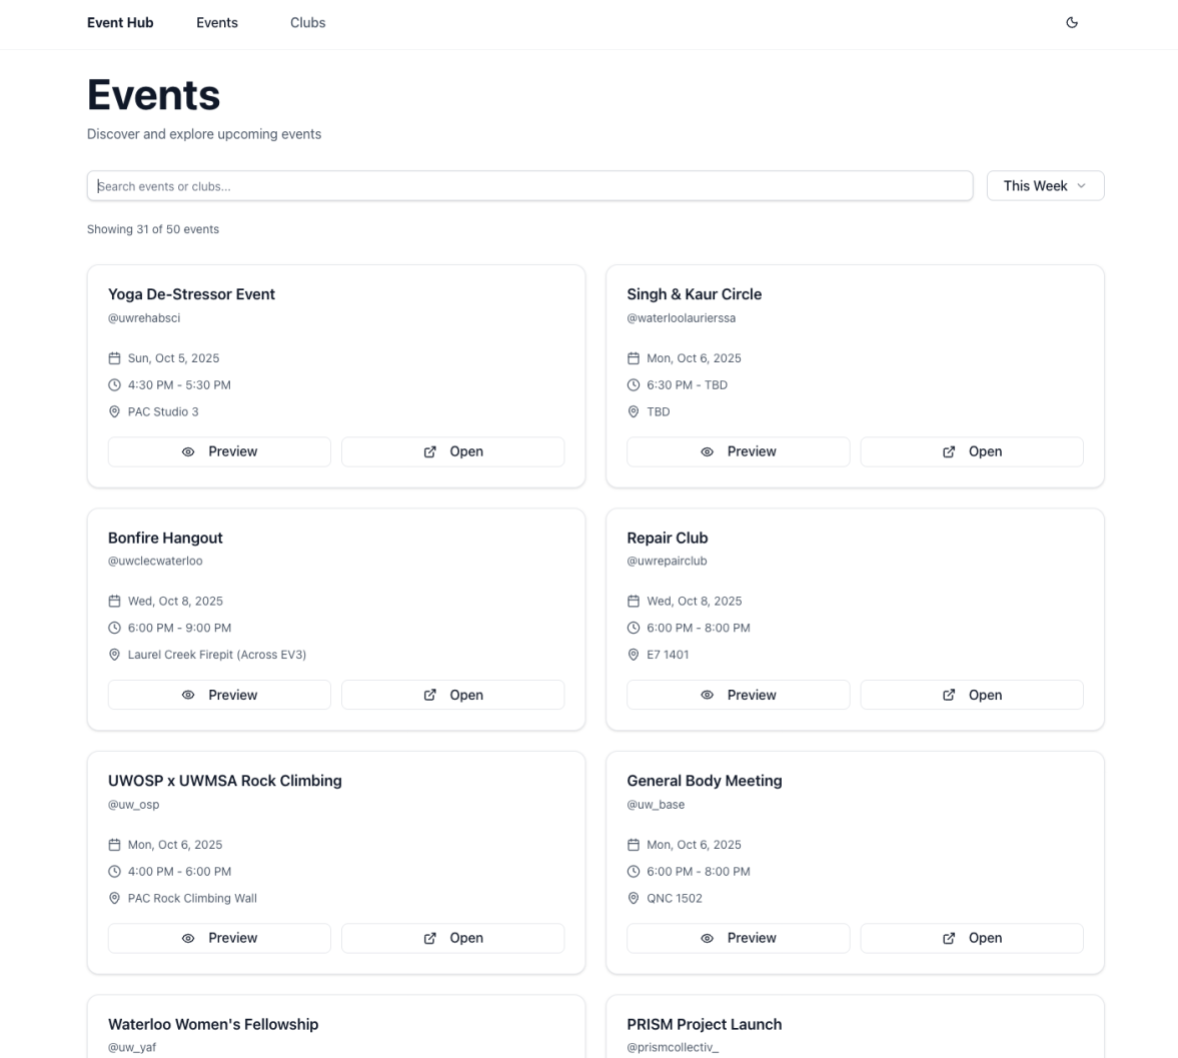 Event Hub Events Clubs
Events
Discover and explore upcoming events
Search events or clubs...
This Week
Showing 31 of 50 events
Yoga De-Stressor Event
@uwrehabsci
Sun, Oct 5, 2025
4:30 PM - 5:30 PM
PAC Studio 3
Preview Open
Singh & Kaur Circle
@waterloolaurierssa
Mon, Oct 6, 2025
6:30 PM - TBD
TBD
Preview Open
Bonfire Hangout
@uwclecwaterloo
Wed, Oct 8, 2025
6:00 PM - 9:00 PM
Laurel Creek Firepit (Across EV3)
Preview Open
Repair Club
@uwrepairclub
Wed, Oct 8, 2025
6:00 PM - 8:00 PM
E7 1401
Preview Open
UWOSP x UWMSA Rock Climbing
@uw_osp
Mon, Oct 6, 2025
4:00 PM - 6:00 PM
PAC Rock Climbing Wall
Preview Open
General Body Meeting
@uw_base
Mon, Oct 6, 2025
6:00 PM - 8:00 PM
QNC 1502
Preview Open
Waterloo Women's Fellowship
@uw_yaf
PRISM Project Launch
@prismcollectiv_